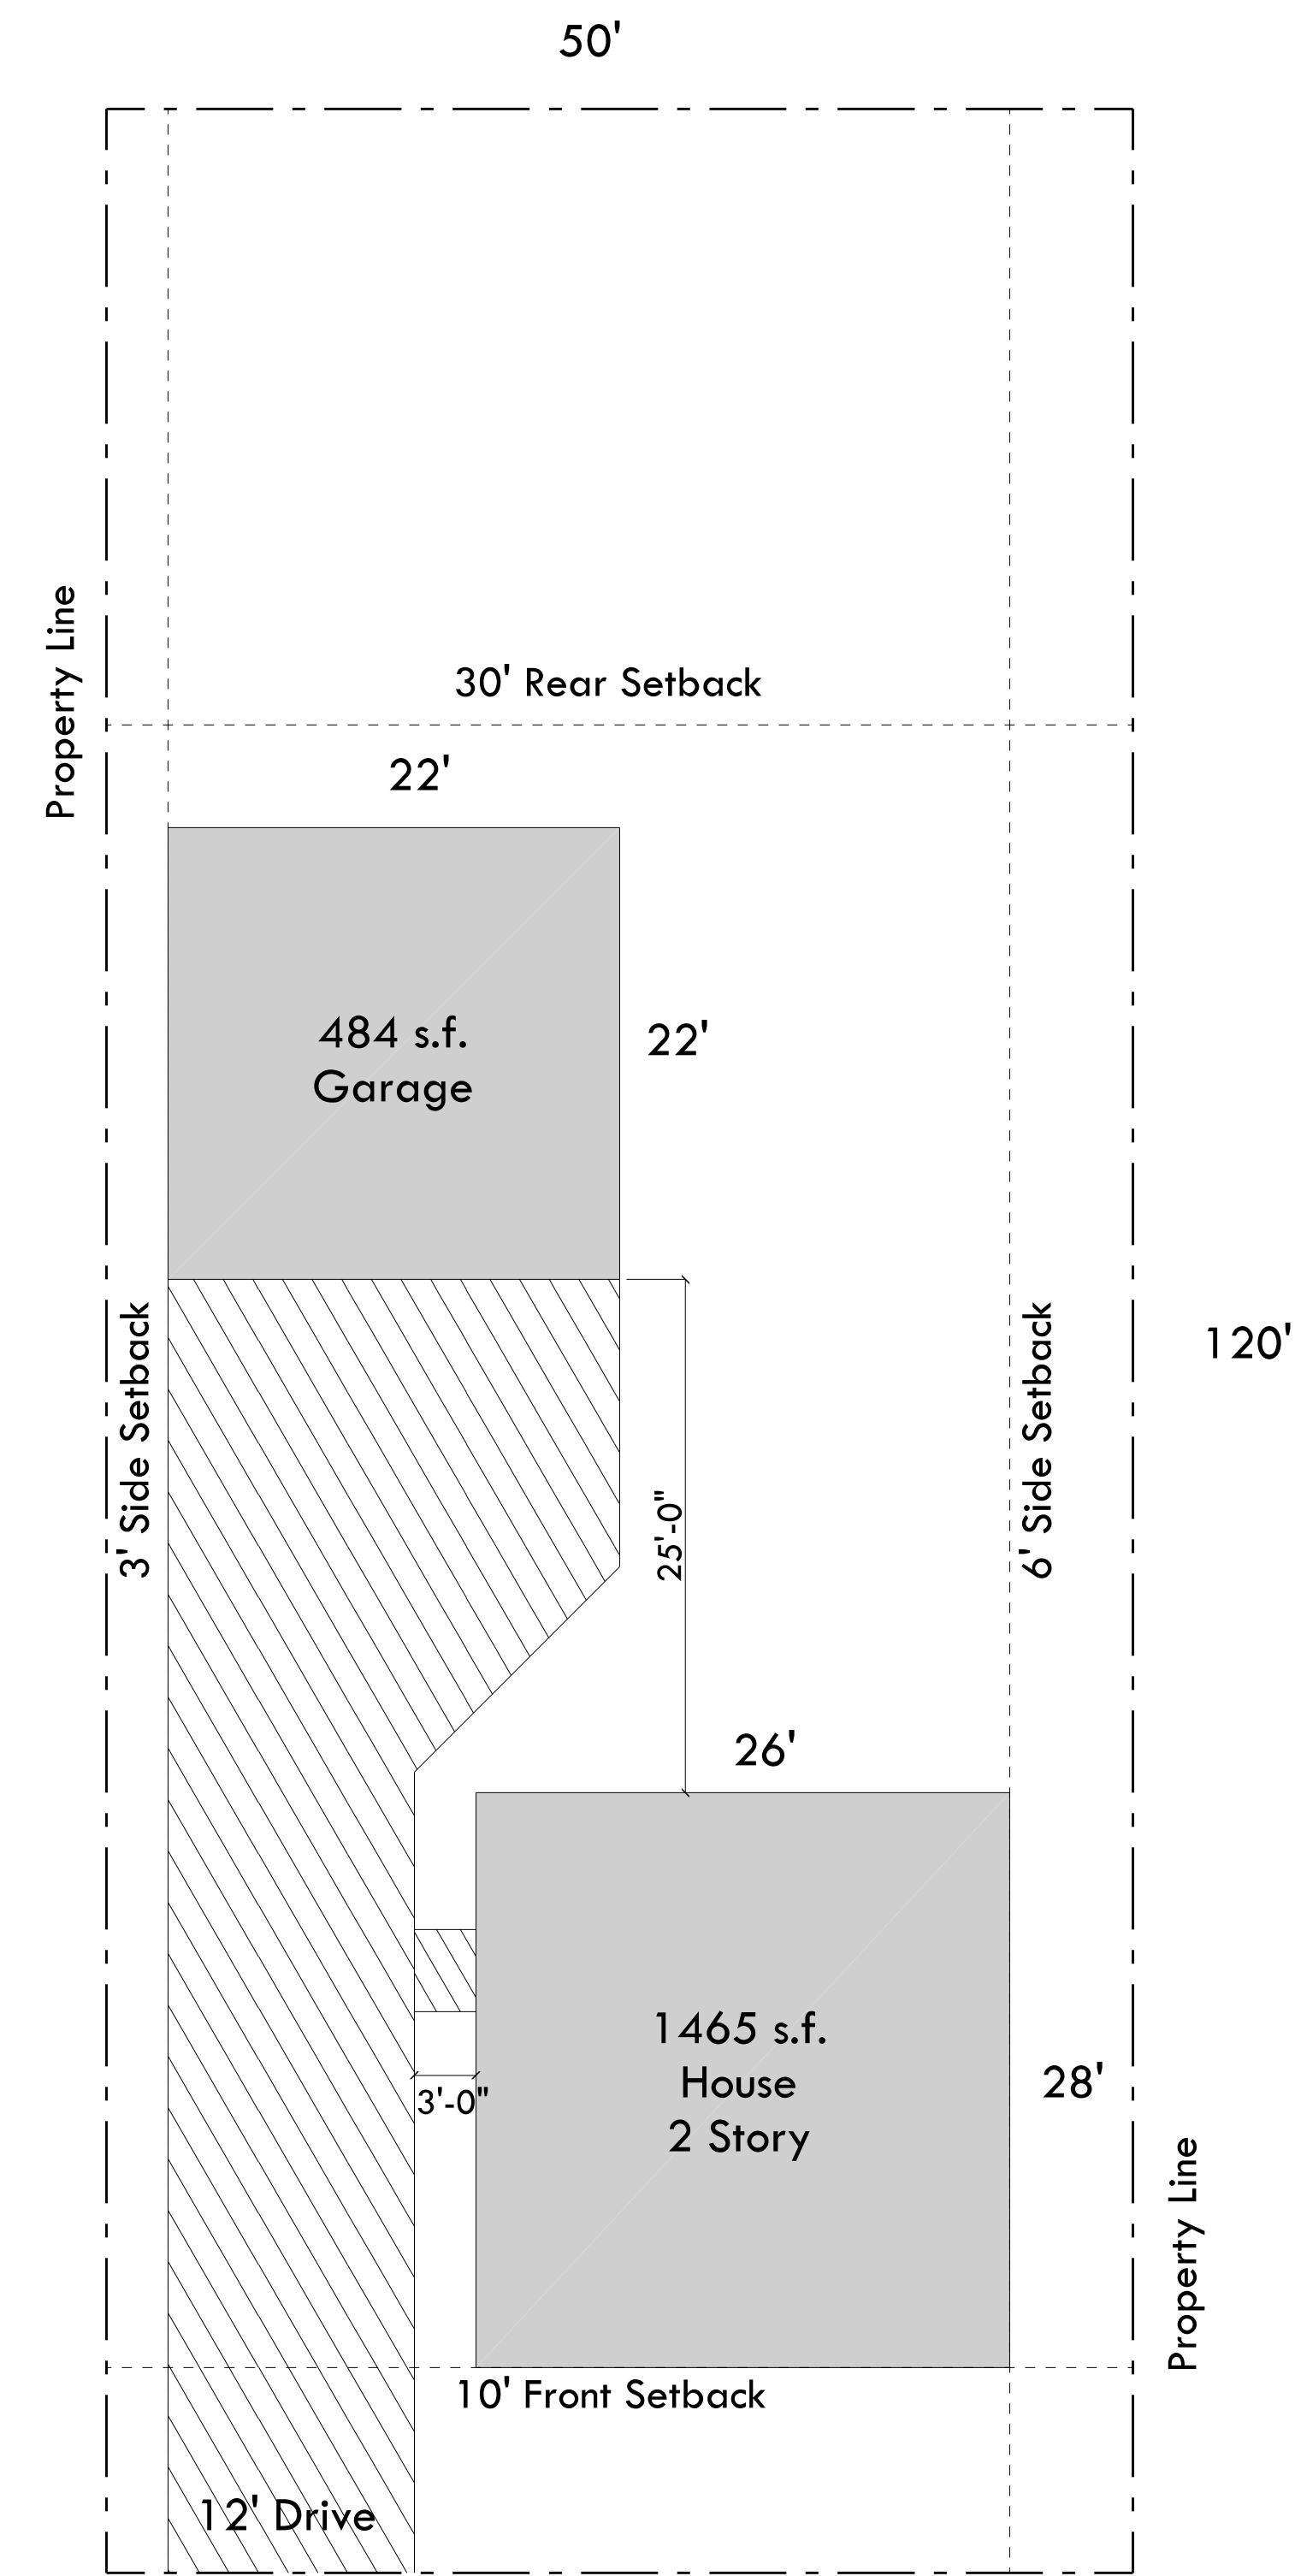 50'
Property Line
30' Rear Setback
22'
484 s.f.
Garage
22'
3' Side Setback
6' Side Setback
120'
25'-0"
26'
1465 s.f.
House
2 Story
28'
3'-0"
Property Line
10' Front Setback
12' Drive